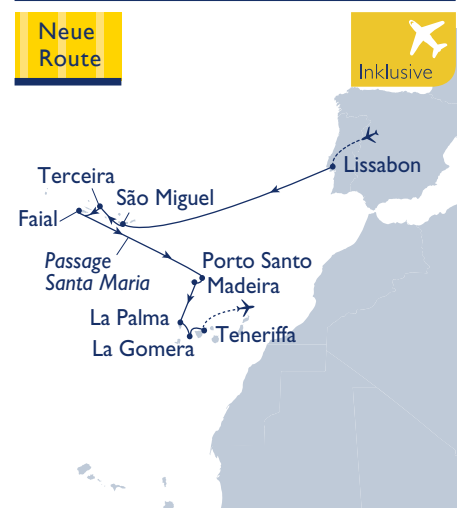 Neue
Route
Inklusive
Lissabon
Terceira
São Miguel
Faial
Passage
Santa Maria
Porto Santo
Madeira
La Palma
Teneriffa
La Gomera